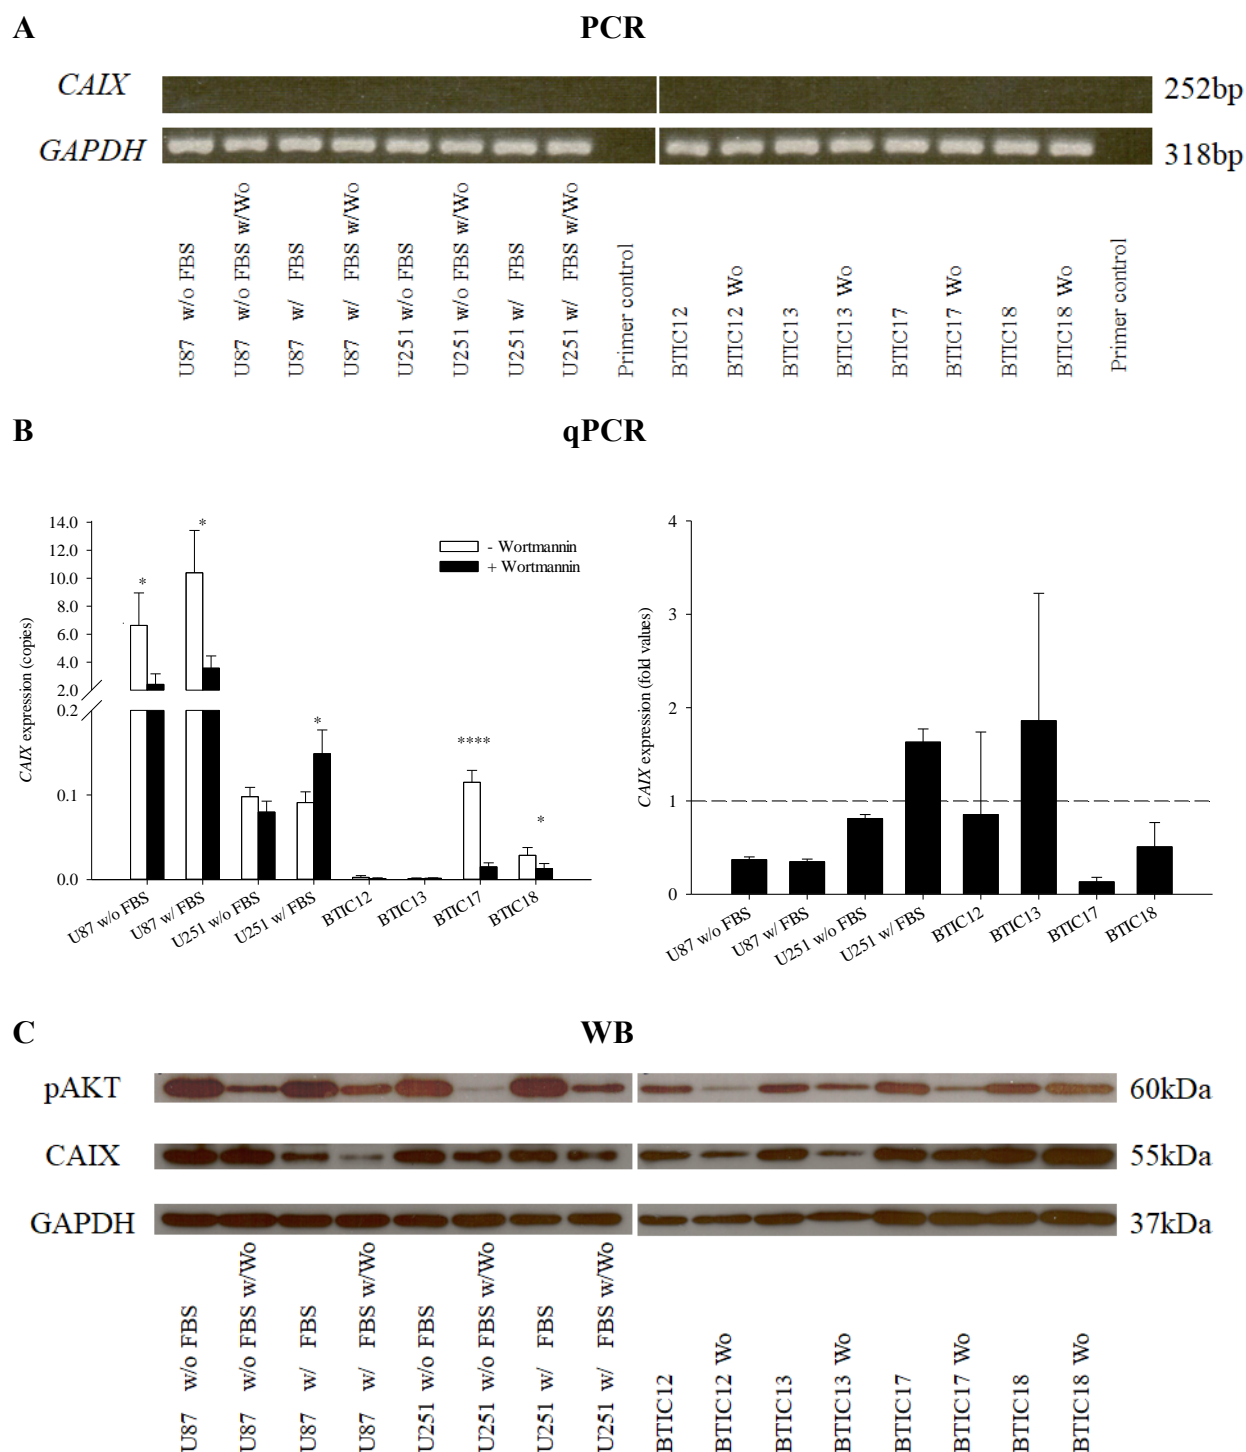 A
PCR
CAIX
252bp
GAPDH
318bp
U87 w/o FBS
U87 w/o FBS w/Wo
U87 w/ FBS
U87 w/ FBS w/Wo
U251 w/o FBS
U251 w/o FBS w/Wo
U251 w/ FBS
U251 w/ FBS w/Wo
Primer control
BTIC12
BTIC12 Wo
BTIC13
BTIC13 Wo
BTIC17
BTIC17 Wo
BTIC18
BTIC18 Wo
Primer control
B
qPCR
CAIX expression (copies)
14.0
12.0
10.0
8.0
6.0
4.0
2.0
0.2
0.1
0.0
*
*
*
****
*
- Wortmannin
+ Wortmannin
U87 w/o FBS
U87 w/ FBS
U251 w/o FBS
U251 w/ FBS
BTIC12
BTIC13
BTIC17
BTIC18
CAIX expression (fold values)
4
3
2
1
0
U87 w/o FBS
U87 w/ FBS
U251 w/o FBS
U251 w/ FBS
BTIC12
BTIC13
BTIC17
BTIC18
C
WB
pAKT
60kDa
CAIX
55kDa
GAPDH
37kDa
U87 w/o FBS
U87 w/o FBS w/Wo
U87 w/ FBS
U87 w/ FBS w/Wo
U251 w/o FBS
U251 w/o FBS w/Wo
U251 w/ FBS
U251 w/ FBS w/Wo
BTIC12
BTIC12 Wo
BTIC13
BTIC13 Wo
BTIC17
BTIC17 Wo
BTIC18
BTIC18 Wo